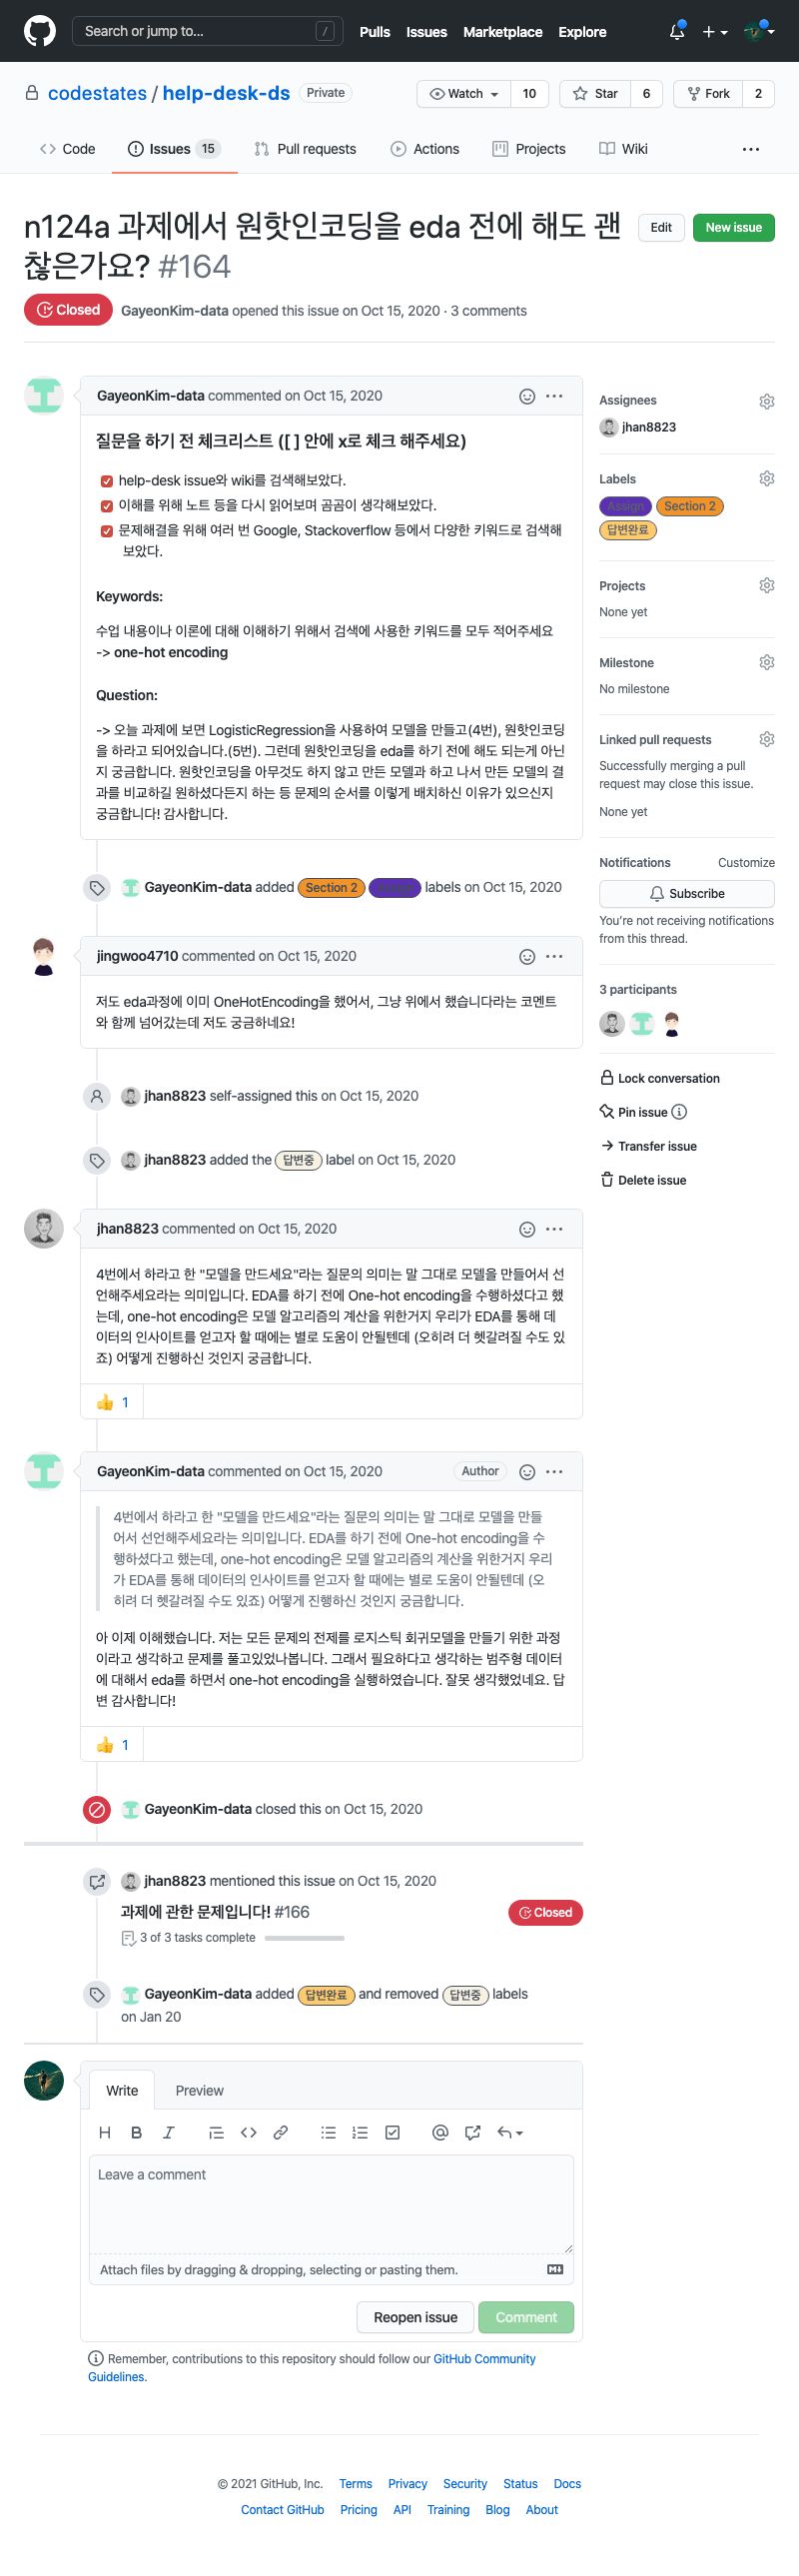 Search or jump to... /
Pulls Issues Marketplace Explore
codestates / help-desk-ds Private
Watch 10 Star 6 Fork 2
Code Issues 15 Pull requests Actions Projects Wiki
n124a 과제에서 원핫인코딩을 eda 전에 해도 괜
찮은가요? #164
Edit New issue
Closed GayeonKim-data opened this issue on Oct 15, 2020 · 3 comments
GayeonKim-data commented on Oct 15, 2020
질문을 하기 전 체크리스트 ([ ] 안에 x로 체크 해주세요)
help-desk issue와 wiki를 검색해보았다.
이해를 위해 노트 등을 다시 읽어보며 곰곰이 생각해보았다.
문제해결을 위해 여러 번 Google, Stackoverflow 등에서 다양한 키워드로 검색해
보았다.
Keywords:
수업 내용이나 이론에 대해 이해하기 위해서 검색에 사용한 키워드를 모두 적어주세요
-> one-hot encoding
Question:
-> 오늘 과제에 보면 LogisticRegression을 사용하여 모델을 만들고(4번), 원핫인코딩
을 하라고 되어있습니다.(5번). 그런데 원핫인코딩을 eda를 하기 전에 해도 되는게 아닌
지 궁금합니다. 원핫인코딩을 아무것도 하지 않고 만든 모델과 하고 나서 만든 모델의 결
과를 비교하길 원하셨다든지 하는 등 문제의 순서를 이렇게 배치하신 이유가 있으신지
궁금합니다! 감사합니다.
GayeonKim-data added Section 2 Assign labels on Oct 15, 2020
jingwoo4710 commented on Oct 15, 2020
저도 eda과정에 이미 OneHotEncoding을 했어서, 그냥 위에서 했습니다라는 코멘트
와 함께 넘어갔는데 저도 궁금하네요!
jhan8823 self-assigned this on Oct 15, 2020
jhan8823 added the 답변중 label on Oct 15, 2020
jhan8823 commented on Oct 15, 2020
4번에서 하라고 한 "모델을 만드세요"라는 질문의 의미는 말 그대로 모델을 만들어서 선
언해주세요라는 의미입니다. EDA를 하기 전에 One-hot encoding을 수행하셨다고 했
는데, one-hot encoding은 모델 알고리즘의 계산을 위한거지 우리가 EDA를 통해 데
이터의 인사이트를 얻고자 할 때에는 별로 도움이 안될텐데 (오히려 더 헷갈려질 수도 있
죠) 어떻게 진행하신 것인지 궁금합니다.
👍 1
GayeonKim-data commented on Oct 15, 2020 Author
4번에서 하라고 한 "모델을 만드세요"라는 질문의 의미는 말 그대로 모델을 만들
어서 선언해주세요라는 의미입니다. EDA를 하기 전에 One-hot encoding을 수
행하셨다고 했는데, one-hot encoding은 모델 알고리즘의 계산을 위한거지 우리
가 EDA를 통해 데이터의 인사이트를 얻고자 할 때에는 별로 도움이 안될텐데 (오
히려 더 헷갈려질 수도 있죠) 어떻게 진행하신 것인지 궁금합니다.
아 이제 이해했습니다. 저는 모든 문제의 전제를 로지스틱 회귀모델을 만들기 위한 과정
이라고 생각하고 문제를 풀고있었나봅니다. 그래서 필요하다고 생각하는 범주형 데이터
에 대해서 eda를 하면서 one-hot encoding을 실행하였습니다. 잘못 생각했었네요. 답
변 감사합니다!
👍 1
GayeonKim-data closed this on Oct 15, 2020
jhan8823 mentioned this issue on Oct 15, 2020
과제에 관한 문제입니다! #166 Closed
3 of 3 tasks complete
GayeonKim-data added 답변완료 and removed 답변중 labels
on Jan 20
Write Preview
Leave a comment
Attach files by dragging & dropping, selecting or pasting them.
Reopen issue Comment
Remember, contributions to this repository should follow our GitHub Community
Guidelines.
Assignees
jhan8823
Labels
Assign Section 2
답변완료
Projects
None yet
Milestone
No milestone
Linked pull requests
Successfully merging a pull
request may close this issue.
None yet
Notifications Customize
Subscribe
You're not receiving notifications
from this thread.
3 participants
Lock conversation
Pin issue
Transfer issue
Delete issue
© 2021 GitHub, Inc. Terms Privacy Security Status Docs
Contact GitHub Pricing API Training Blog About